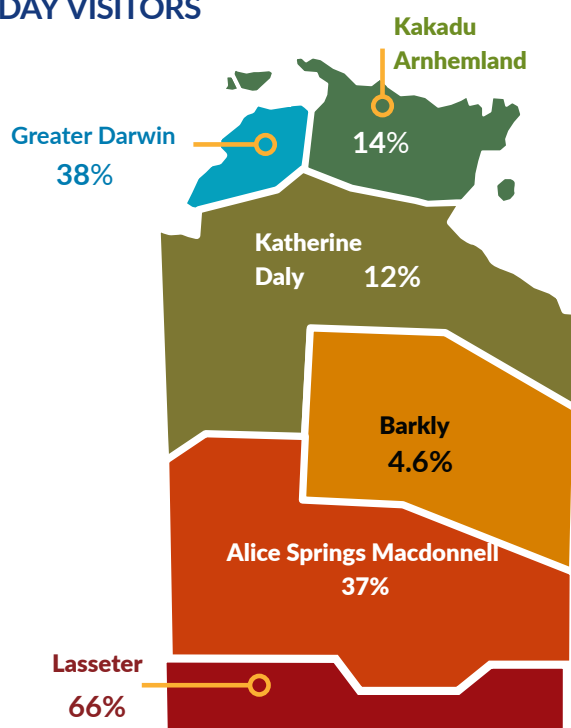 DAY VISITORS
Kakadu
Arnhemland
14%
Greater Darwin
38%
Katherine
Daly 12%
Barkly
4.6%
Alice Springs Macdonnell
37%
Lasseter
66%